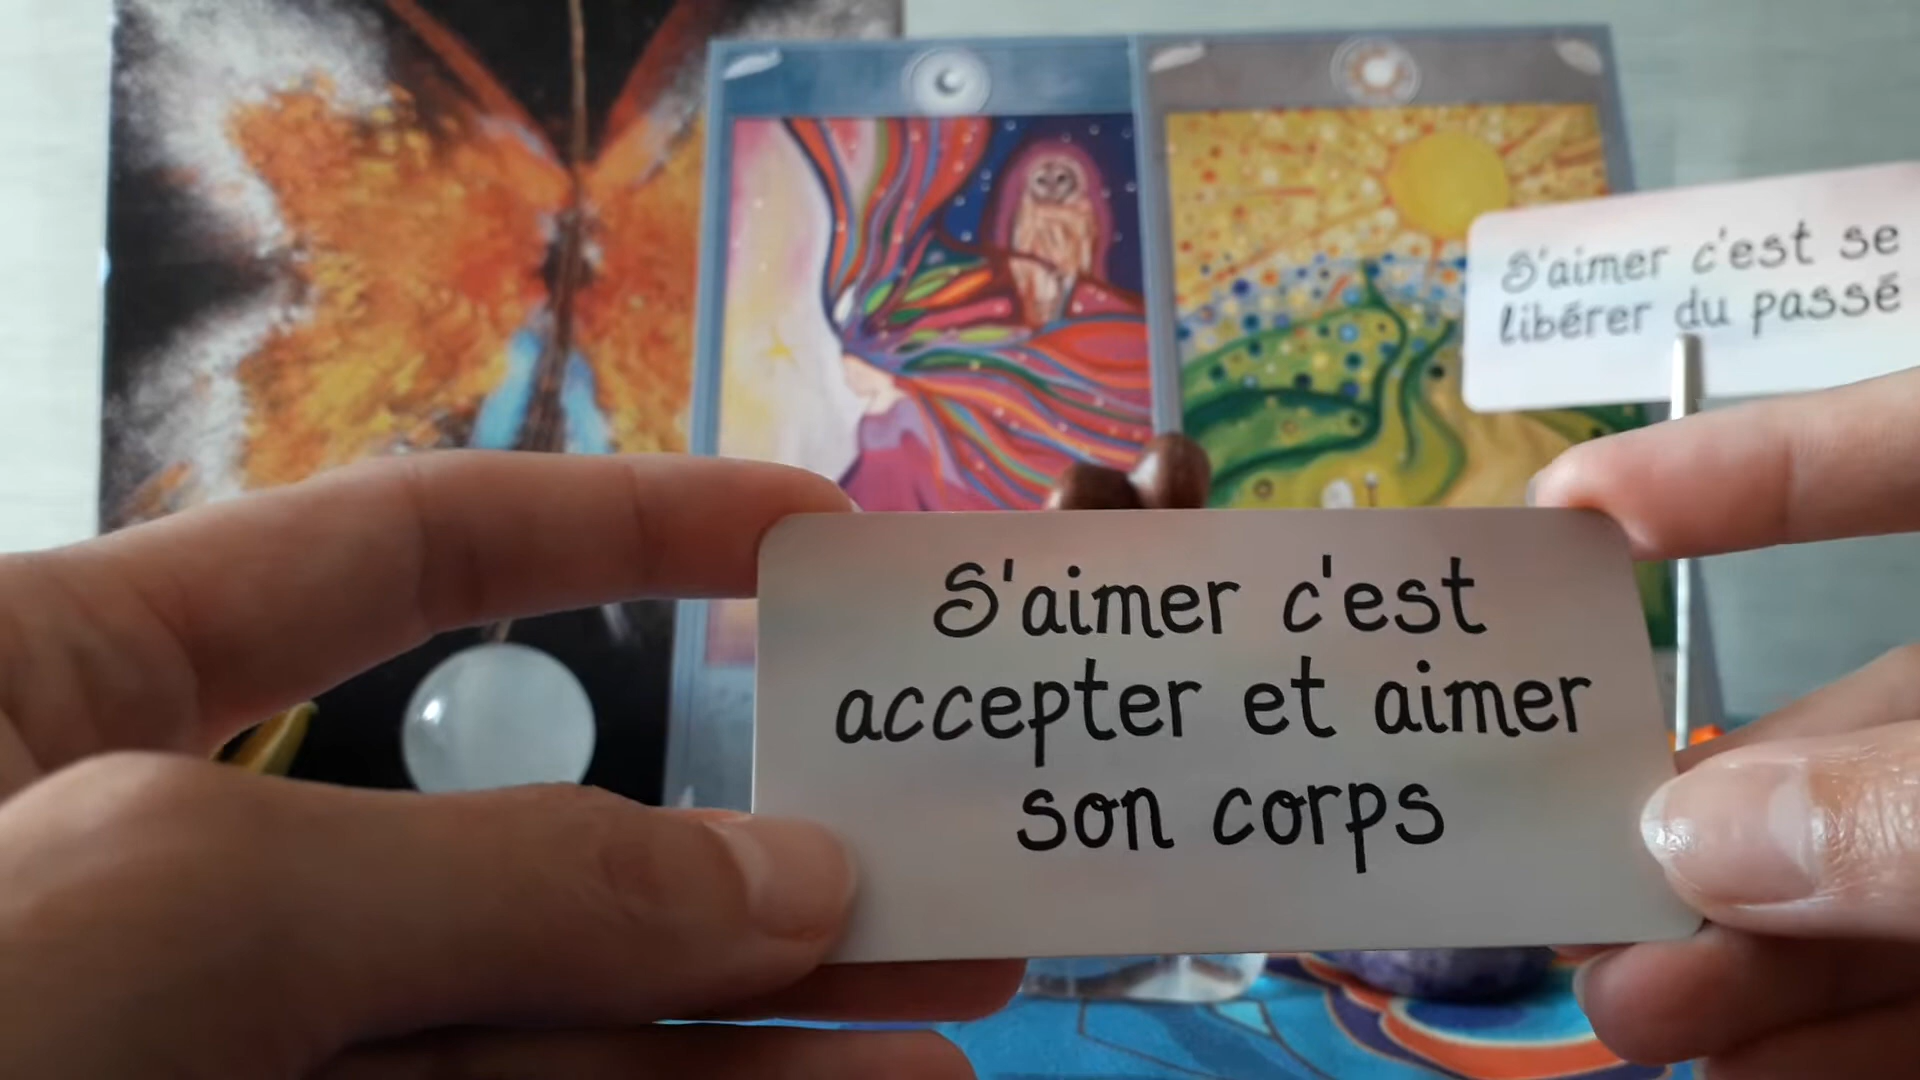 S'aimer c'est se
libérer du passé
S'aimer c'est
accepter et aimer
son corps